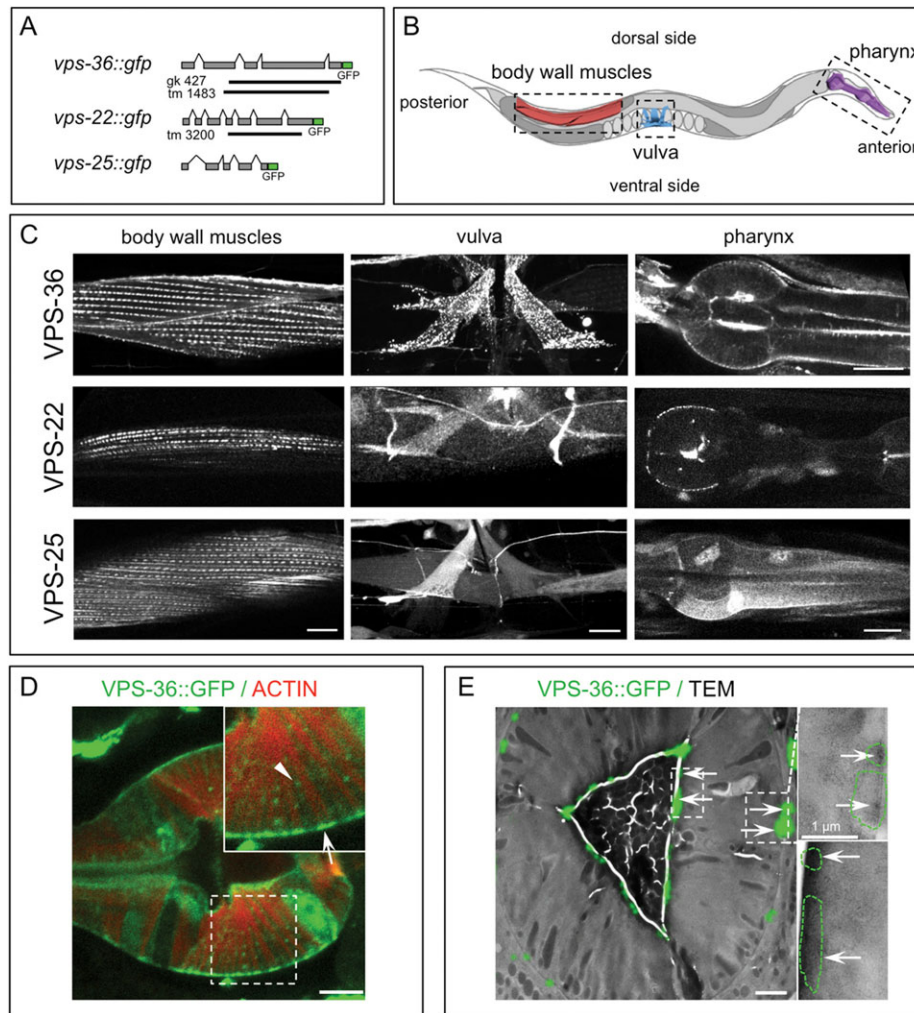 A
vps-36::gfp
GFP
gk 427
tm 1483
vps-22::gfp
tm 3200
GFP
vps-25::gfp
GFP
B
dorsal side
pharynx
body wall muscles
posterior
anterior
vulva
ventral side
C
body wall muscles vulva pharynx
VPS-36
VPS-22
VPS-25
D
VPS-36::GFP / ACTIN
E
VPS-36::GFP / TEM
1 µm